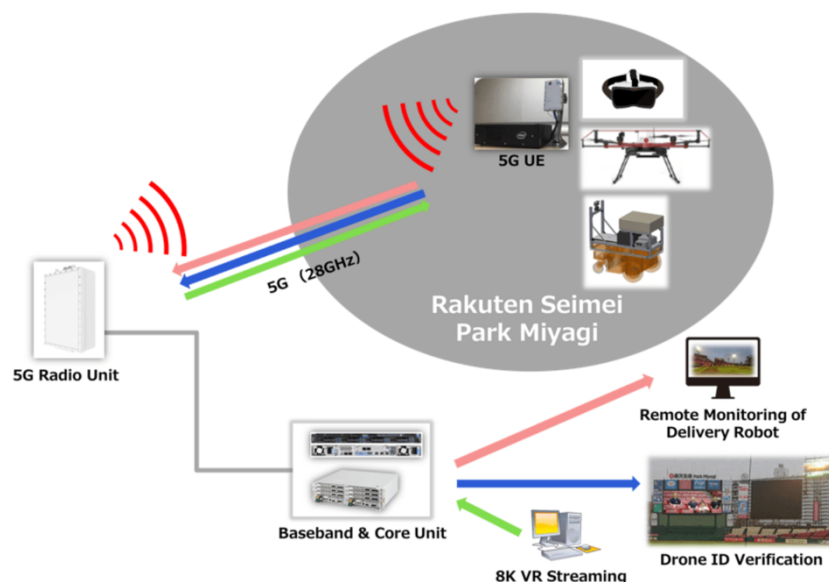 5G UE
5G （28GHz）
Rakuten Seimei
Park Miyagi
5G Radio Unit
Remote Monitoring of
Delivery Robot
Baseband & Core Unit
8K VR Streaming
Drone ID Verification